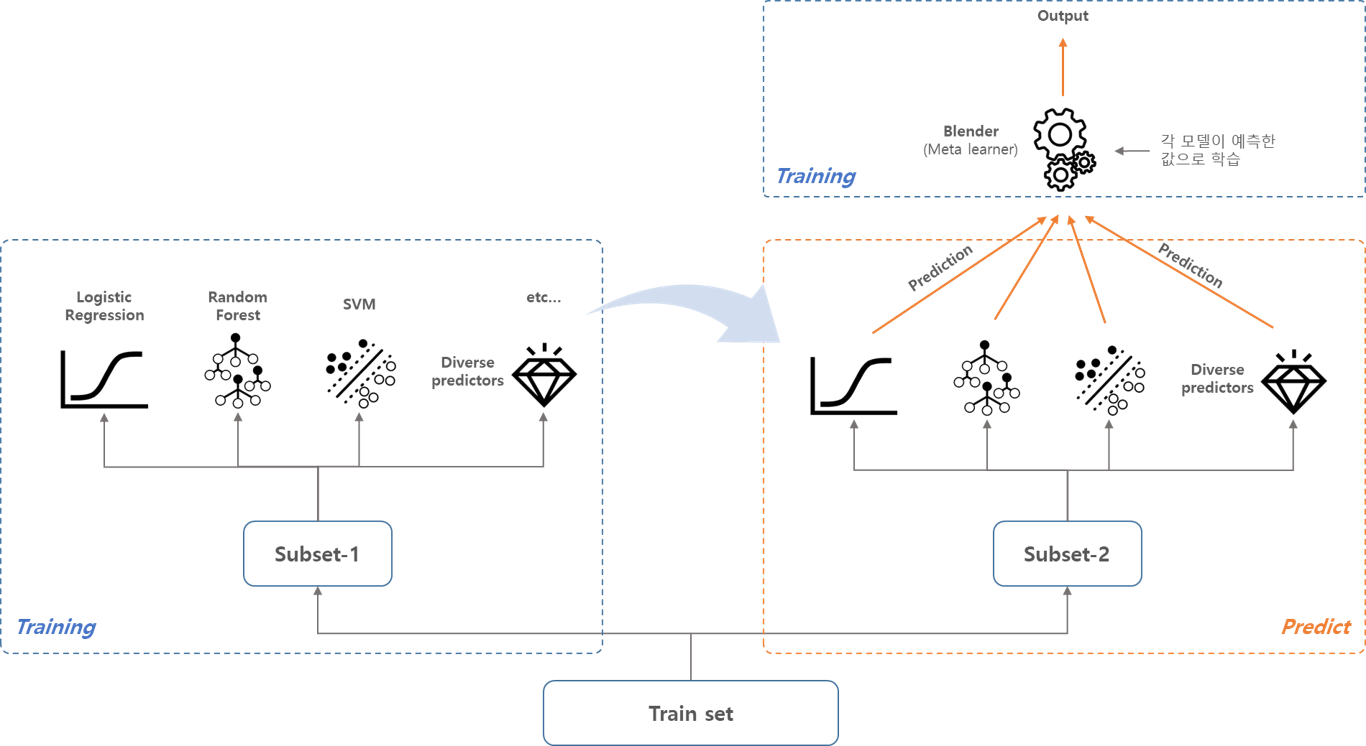 Output
Blender
(Meta learner)
각 모델이 예측한
값으로 학습
Training
Prediction
Prediction
Logistic
Regression
Random
Forest
SVM
etc...
Diverse
predictors
Diverse
predictors
Subset-1
Subset-2
Training
Predict
Train set